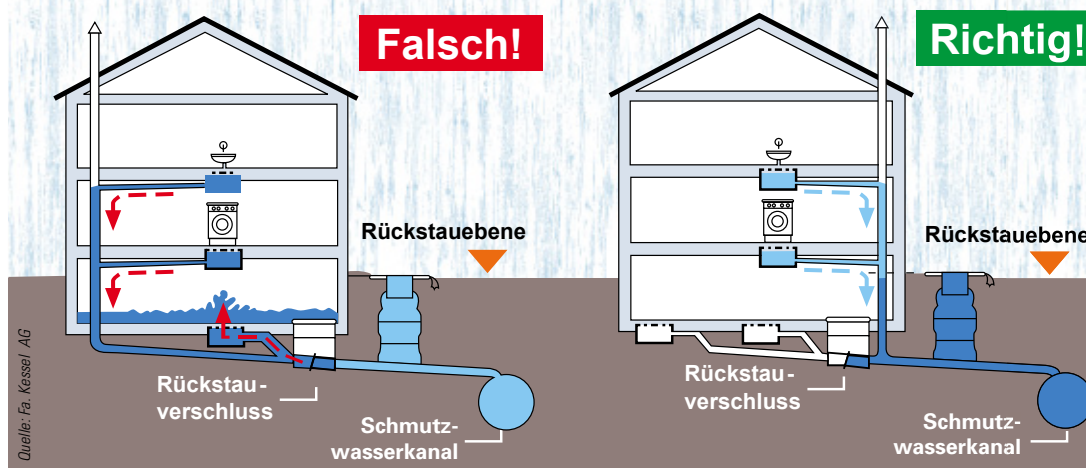 Falsch!
Rückstauebene
Rückstau-
verschluss
Schmutz-
wasserkanal
Quelle: Fa. Kessel AG
Richtig!
Rückstauebene
Rückstau-
verschluss
Schmutz-
wasserkanal